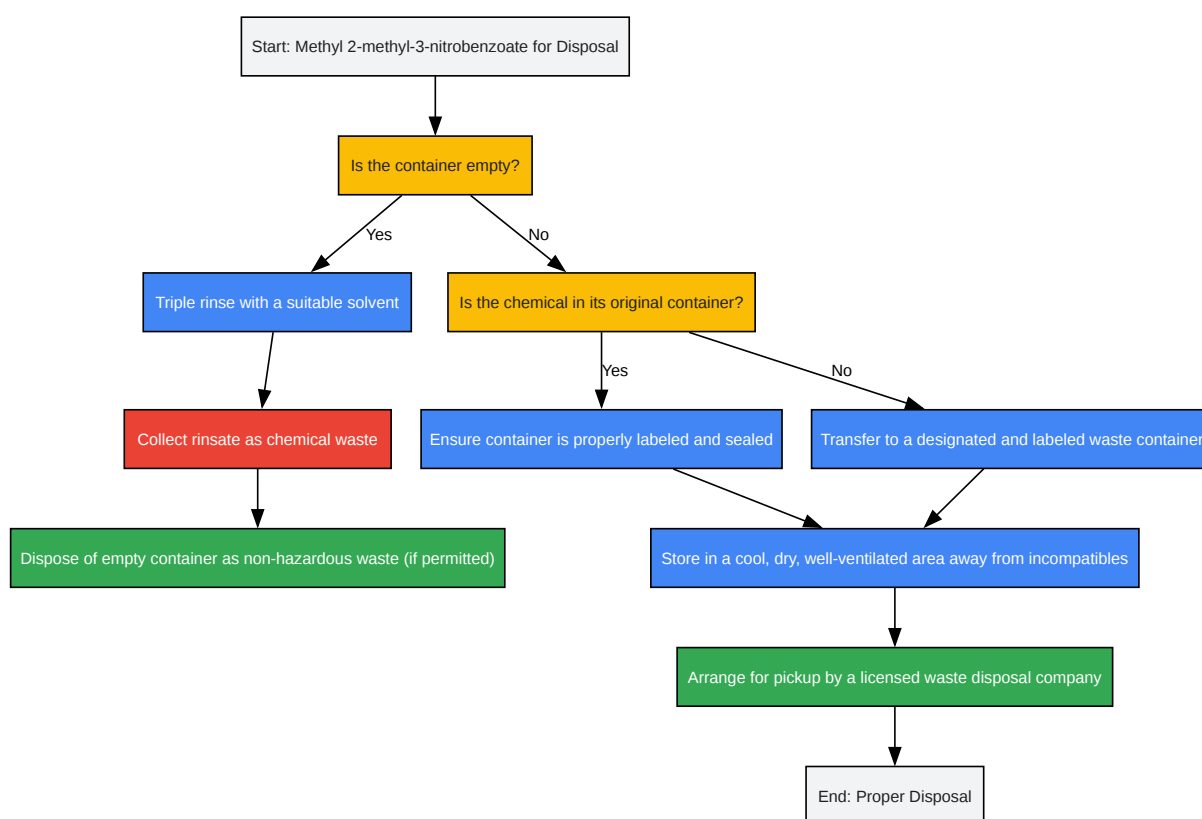 Start: Methyl 2-methyl-3-nitrobenzoate for Disposal
Is the container empty?
Yes
No
Triple rinse with a suitable solvent
Is the chemical in its original container?
Yes
No
Collect rinsate as chemical waste
Ensure container is properly labeled and sealed
Transfer to a designated and labeled waste container
Dispose of empty container as non-hazardous waste (if permitted)
Store in a cool, dry, well-ventilated area away from incompatibles
Arrange for pickup by a licensed waste disposal company
End: Proper Disposal